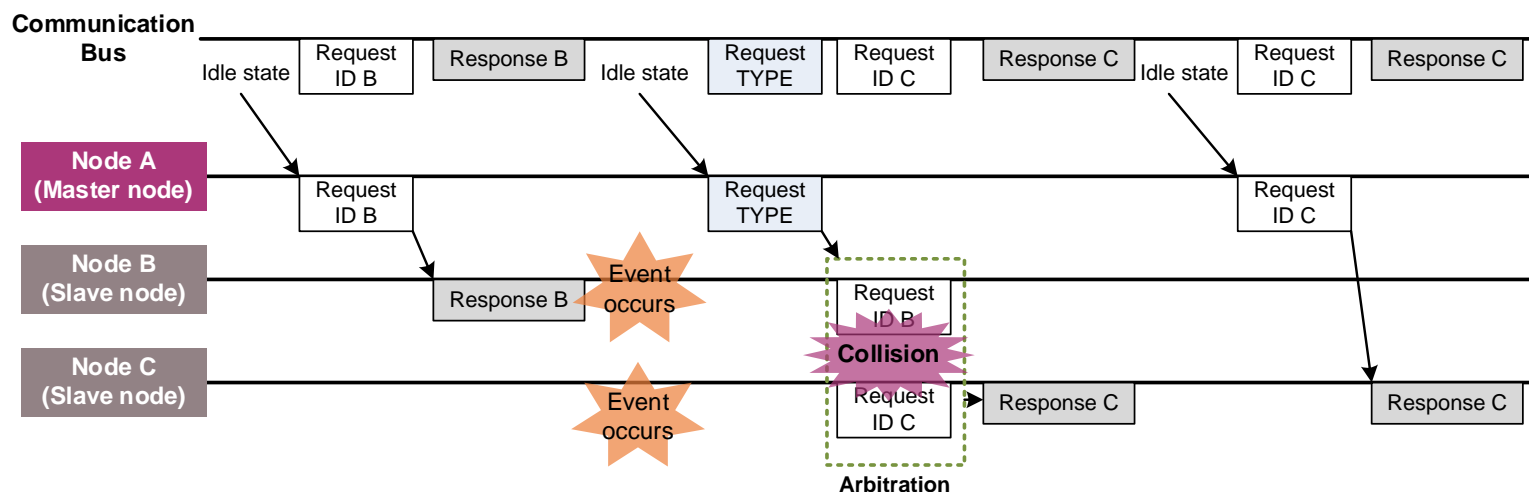 Communication
Bus
Request
ID B
Response B
Request
TYPE
Request
ID C
Response C
Request
ID C
Response C
Idle state
Idle state
Idle state
Node A
(Master node)
Request
ID B
Request
TYPE
Request
ID C
Node B
(Slave node)
Response B
Event
occurs
Request
ID B
Collision
Node C
(Slave node)
Event
occurs
Request
ID C
Response C
Response C
Arbitration